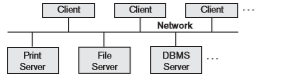 Client Client Client ...
Network
Print Server File Server DBMS Server ...